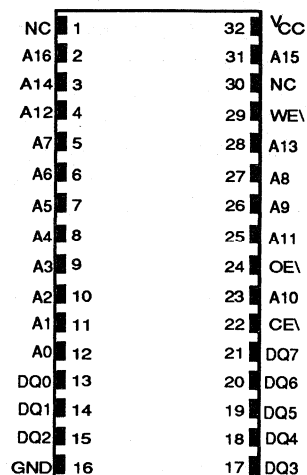 NC 1 32 VCC
A16 2 31 A15
A14 3 30 NC
A12 4 29 WE\
A7 5 28 A13
A6 6 27 A8
A5 7 26 A9
A4 8 25 A11
A3 9 24 OE\
A2 10 23 A10
A1 11 22 CE\
A0 12 21 DQ7
DQ0 13 20 DQ6
DQ1 14 19 DQ5
DQ2 15 18 DQ4
GND 16 17 DQ3